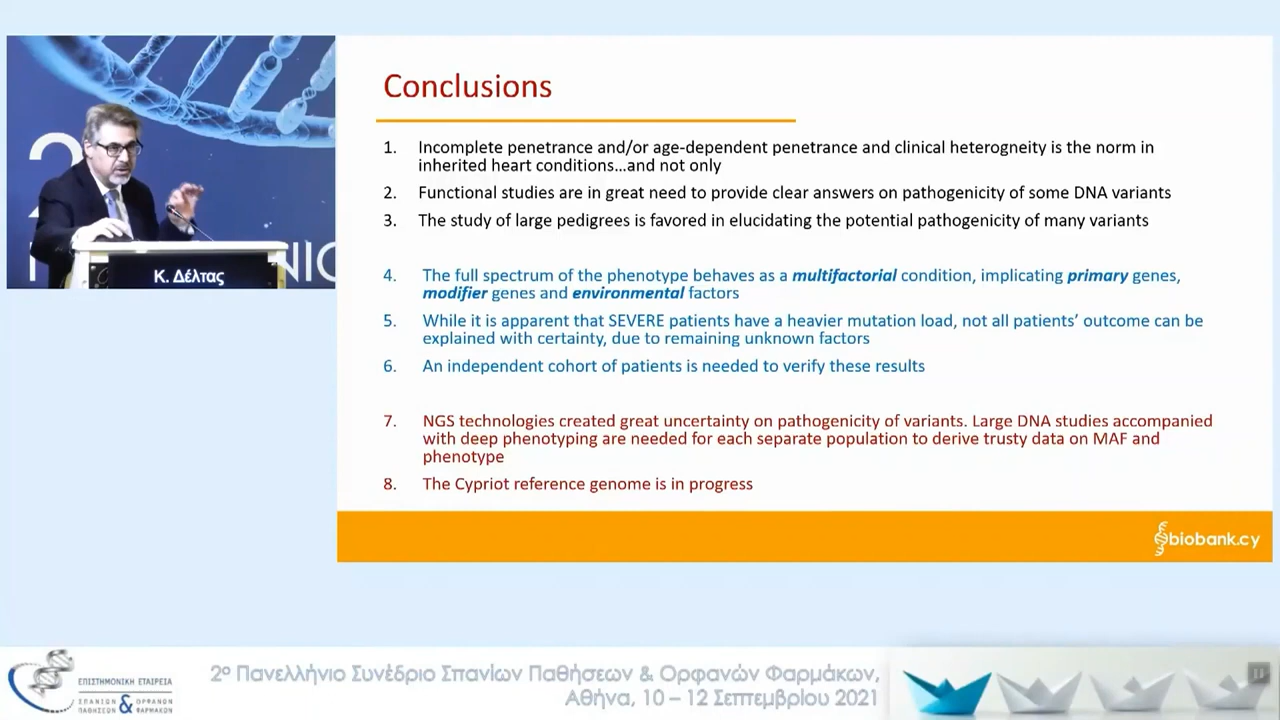 Conclusions
1. Incomplete penetrance and/or age-dependent penetrance and clinical heterogneity is the norm in
inherited heart conditions…and not only
2. Functional studies are in great need to provide clear answers on pathogenicity of some DNA variants
3. The study of large pedigrees is favored in elucidating the potential pathogenicity of many variants
4. The full spectrum of the phenotype behaves as a multifactorial condition, implicating primary genes,
modifier genes and environmental factors
5. While it is apparent that SEVERE patients have a heavier mutation load, not all patients’ outcome can be
explained with certainty, due to remaining unknown factors
6. An independent cohort of patients is needed to verify these results
7. NGS technologies created great uncertainty on pathogenicity of variants. Large DNA studies accompanied
with deep phenotyping are needed for each separate population to derive trusty data on MAF and
phenotype
8. The Cypriot reference genome is in progress
biobank.cy
2
Κ. Δέλτας
ΕΠΙΣΤΗΜΟΝΙΚΗ ΕΤΑΙΡΕΙΑ
ΣΠΑΝΙΩΝ & ΟΡΦΑΝΩΝ
ΠΑΘΗΣΕΩΝ ΦΑΡΜΑΚΩΝ
2ο Πανελλήνιο Συνέδριο Σπανίων Παθήσεων & Ορφανών Φαρμάκων,
Αθήνα, 10 – 12 Σεπτεμβρίου 2021